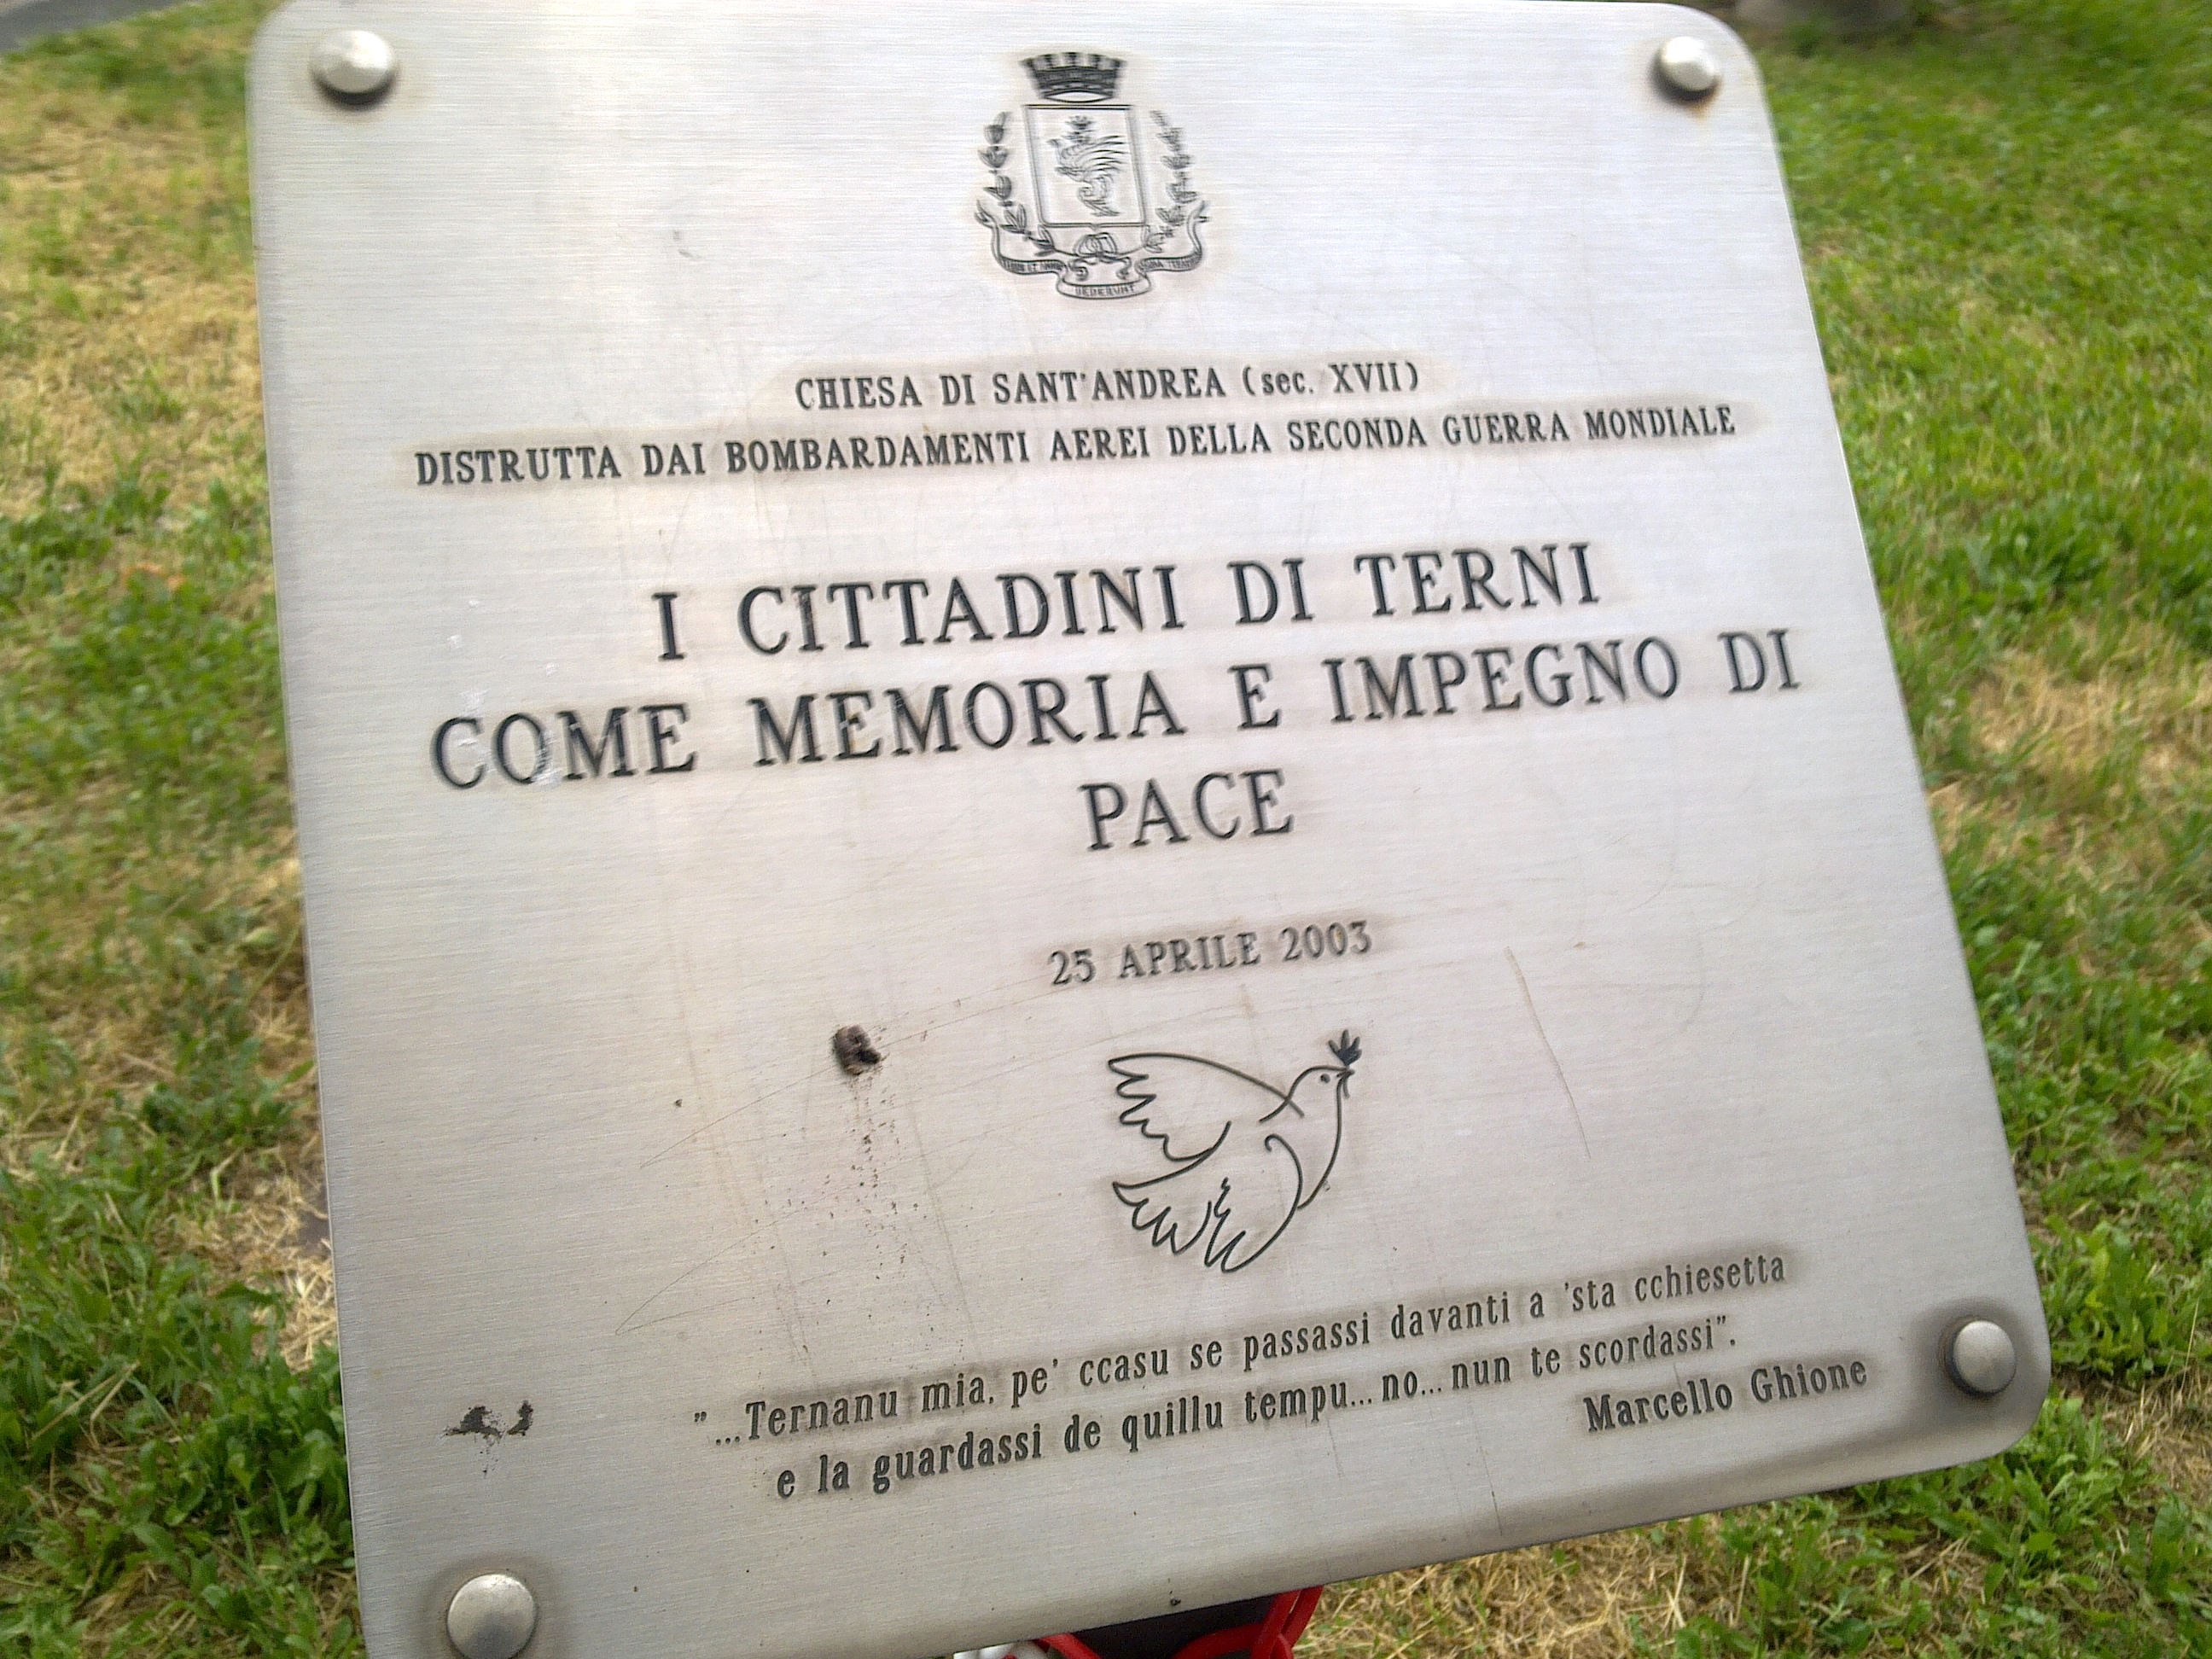 DEDERUNT
CHIESA DI SANT'ANDREA (sec. XVII)
DISTRUTTA DAI BOMBARDAMENTI AEREI DELLA SECONDA GUERRA MONDIALE
I CITTADINI DI TERNI
COME MEMORIA E IMPEGNO DI
PACE
25 APRILE 2003
"...Ternanu mia, pe' ccasu se passassi davanti a 'sta cchiesetta
e la guardassi de quillu tempu...no... nun te scordassi".
Marcello Ghione